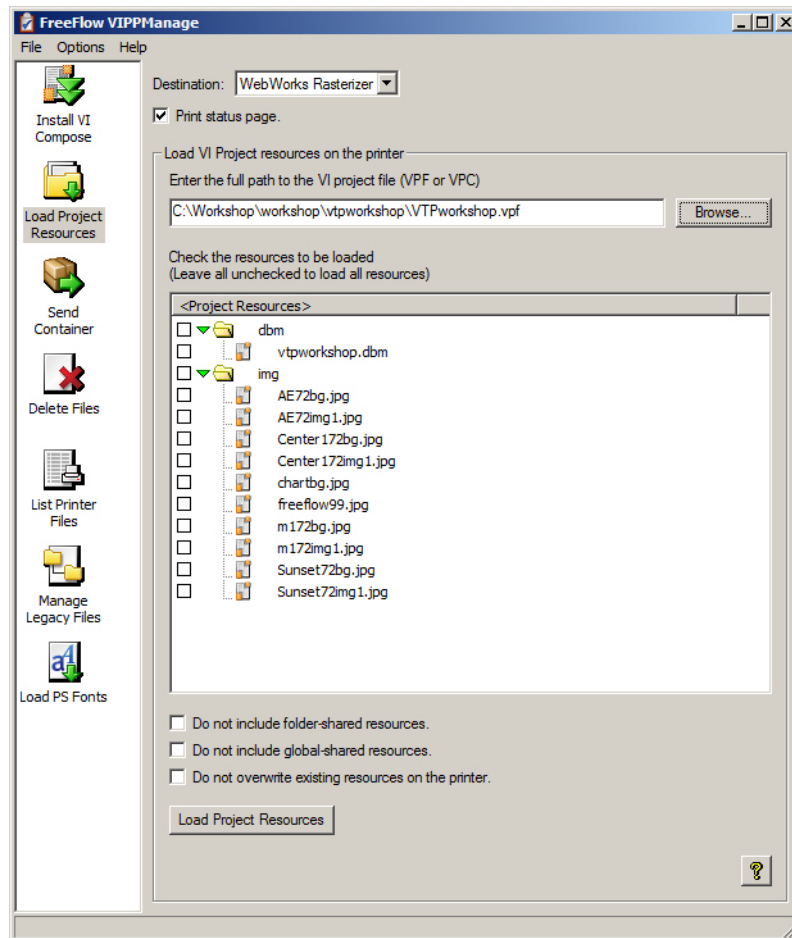 FreeFlow VIPPManage
File Options Help
Install VI
Compose
Load Project
Resources
Send
Container
Delete Files
List Printer
Files
Manage
Legacy Files
Load PS Fonts
Destination: WebWorks Rasterizer
Print status page.
Load VI Project resources on the printer
Enter the full path to the VI project file (VPF or VPC)
C:\Workshop\workshop\vtpworkshop\VTPworkshop.vpf Browse...
Check the resources to be loaded
(Leave all unchecked to load all resources)
<Project Resources>
dbm
vtpworkshop.dbm
img
AE72bg.jpg
AE72img1.jpg
Center172bg.jpg
Center172img1.jpg
chartbg.jpg
freeflow99.jpg
m172bg.jpg
m172img1.jpg
Sunset72bg.jpg
Sunset72img1.jpg
Do not include folder-shared resources.
Do not include global-shared resources.
Do not overwrite existing resources on the printer.
Load Project Resources
?